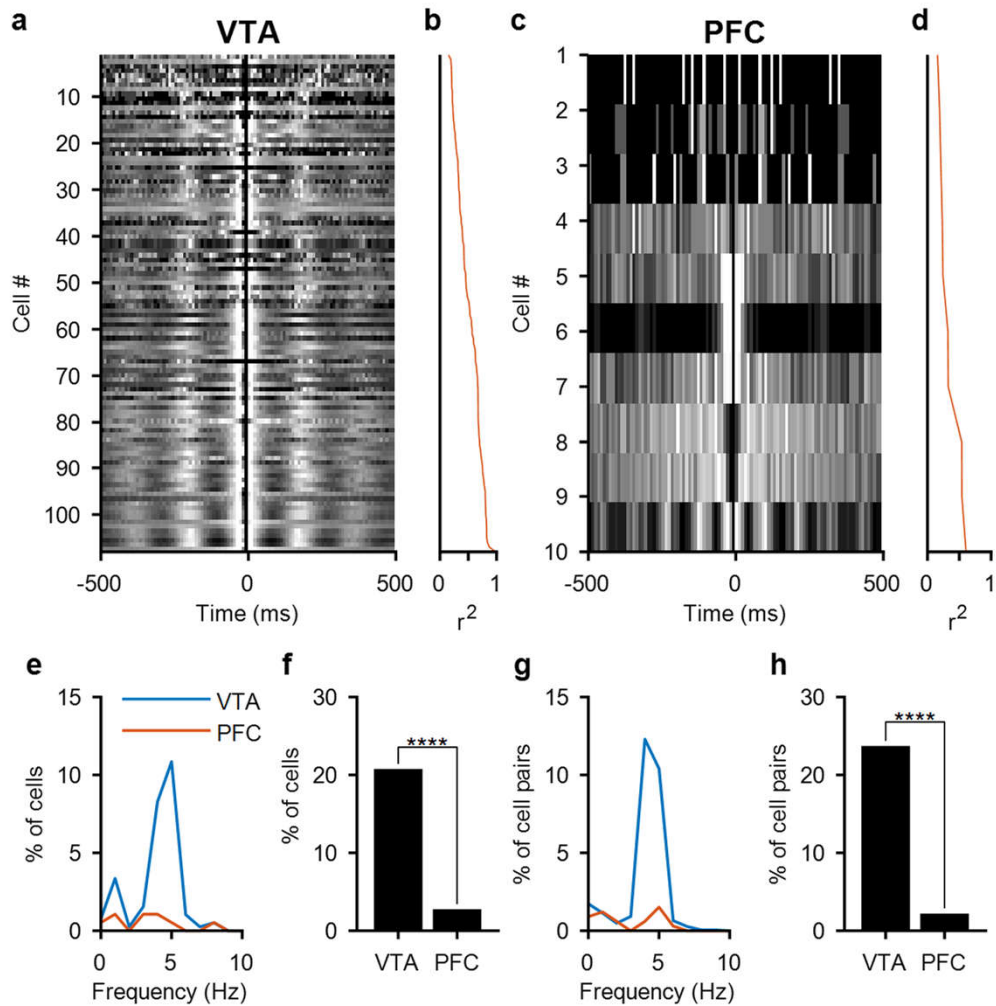 a VTA b c PFC d
10
20
30
40
50
60
70
80
90
100
Cell #
-500 0 500
Time (ms)
0 1
r²
1
2
3
4
5
6
7
8
9
10
Cell #
-500 0 500
Time (ms)
0 1
r²
e f g h
15
10
5
0
% of cells
VTA
PFC
0 5 10
Frequency (Hz)
30
20
10
0
% of cells
****
VTA PFC
15
10
5
0
% of cell pairs
0 5 10
Frequency (Hz)
30
20
10
0
% of cell pairs
****
VTA PFC